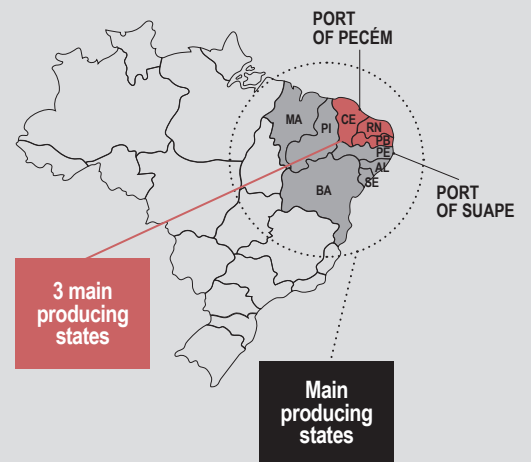 PORT
OF PECÉM
MA
PI
CE
RN
PB
PE
AL
SE
BA
PORT
OF SUAPE
3 main
producing
states
Main
producing
states